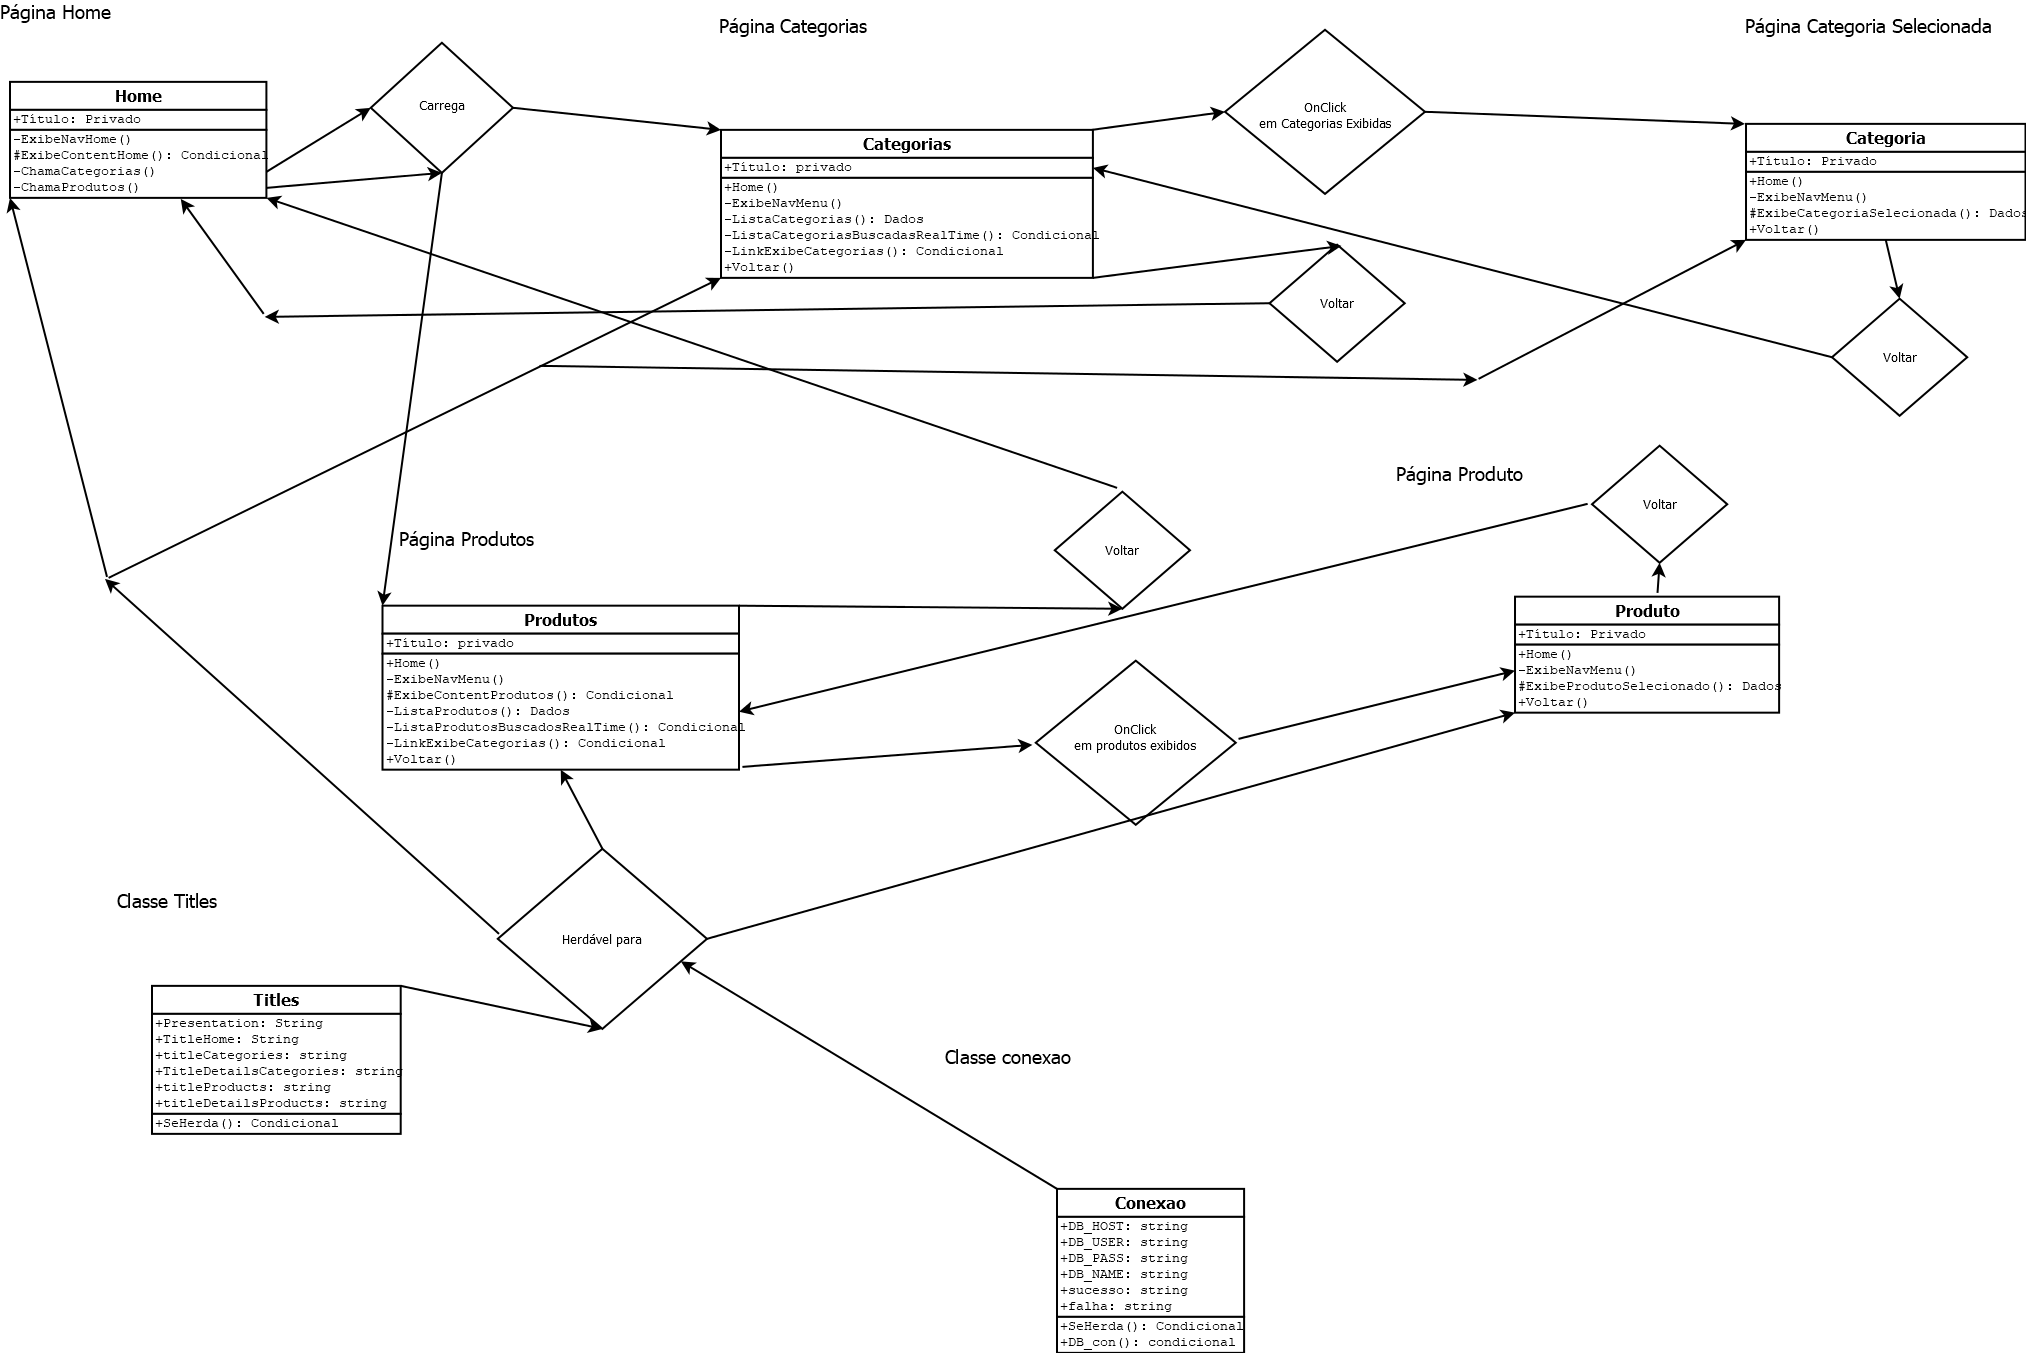 Página Home
Página Categorias
Página Categoria Selecionada
Home
+Título: Privado
-ExibeNavHome()
#ExibeContentHome(): Condicional
-ChamaCategorias()
-ChamaProdutos()
Carrega
Categorias
+Título: privado
+Home()
-ExibeNavMenu()
-ListaCategorias(): Dados
-ListaCategoriasBuscadasRealTime(): Condicional
-LinkExibeCategorias(): Condicional
+Voltar()
OnClick
em Categorias Exibidas
Categoria
+Título: Privado
+Home()
-ExibeNavMenu()
#ExibeCategoriaSelecionada(): Dados
+Voltar()
Voltar
Voltar
Página Produto
Página Produtos
Voltar
Voltar
Produtos
+Título: privado
+Home()
-ExibeNavMenu()
#ExibeContentProdutos(): Condicional
-ListaProdutos(): Dados
-ListaProdutosBuscadosRealTime(): Condicional
-LinkExibeCategorias(): Condicional
+Voltar()
OnClick
em produtos exibidos
Produto
+Título: Privado
+Home()
-ExibeNavMenu()
#ExibeProdutoSelecionado(): Dados
+Voltar()
Classe Titles
Herdável para
Titles
+Presentation: String
+TitleHome: String
+titleCategories: string
+TitleDetailsCategories: string
+titleProducts: string
+titleDetailsProducts: string
+SeHerda(): Condicional
Classe conexao
Conexao
+DB_HOST: string
+DB_USER: string
+DB_PASS: string
+DB_NAME: string
+sucesso: string
+falha: string
+SeHerda(): Condicional
+DB_con(): condicional